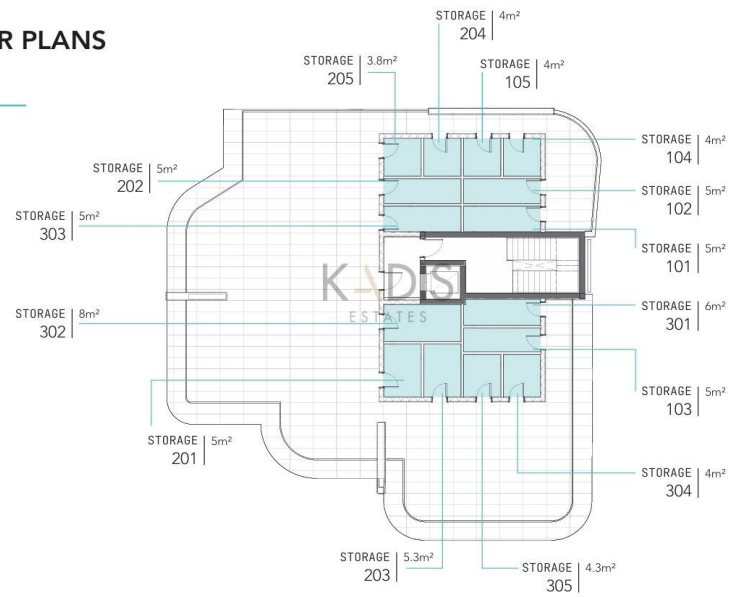 R PLANS
STORAGE | 4m²
204
STORAGE | 3.8m²
205
STORAGE | 4m²
105
STORAGE | 4m²
104
STORAGE | 5m²
202
STORAGE | 5m²
102
STORAGE | 5m²
303
STORAGE | 5m²
101
KADIS
ESTATES
STORAGE | 6m²
301
STORAGE | 8m²
302
STORAGE | 5m²
103
STORAGE | 5m²
201
STORAGE | 4m²
304
STORAGE | 5.3m²
203
STORAGE | 4.3m²
305